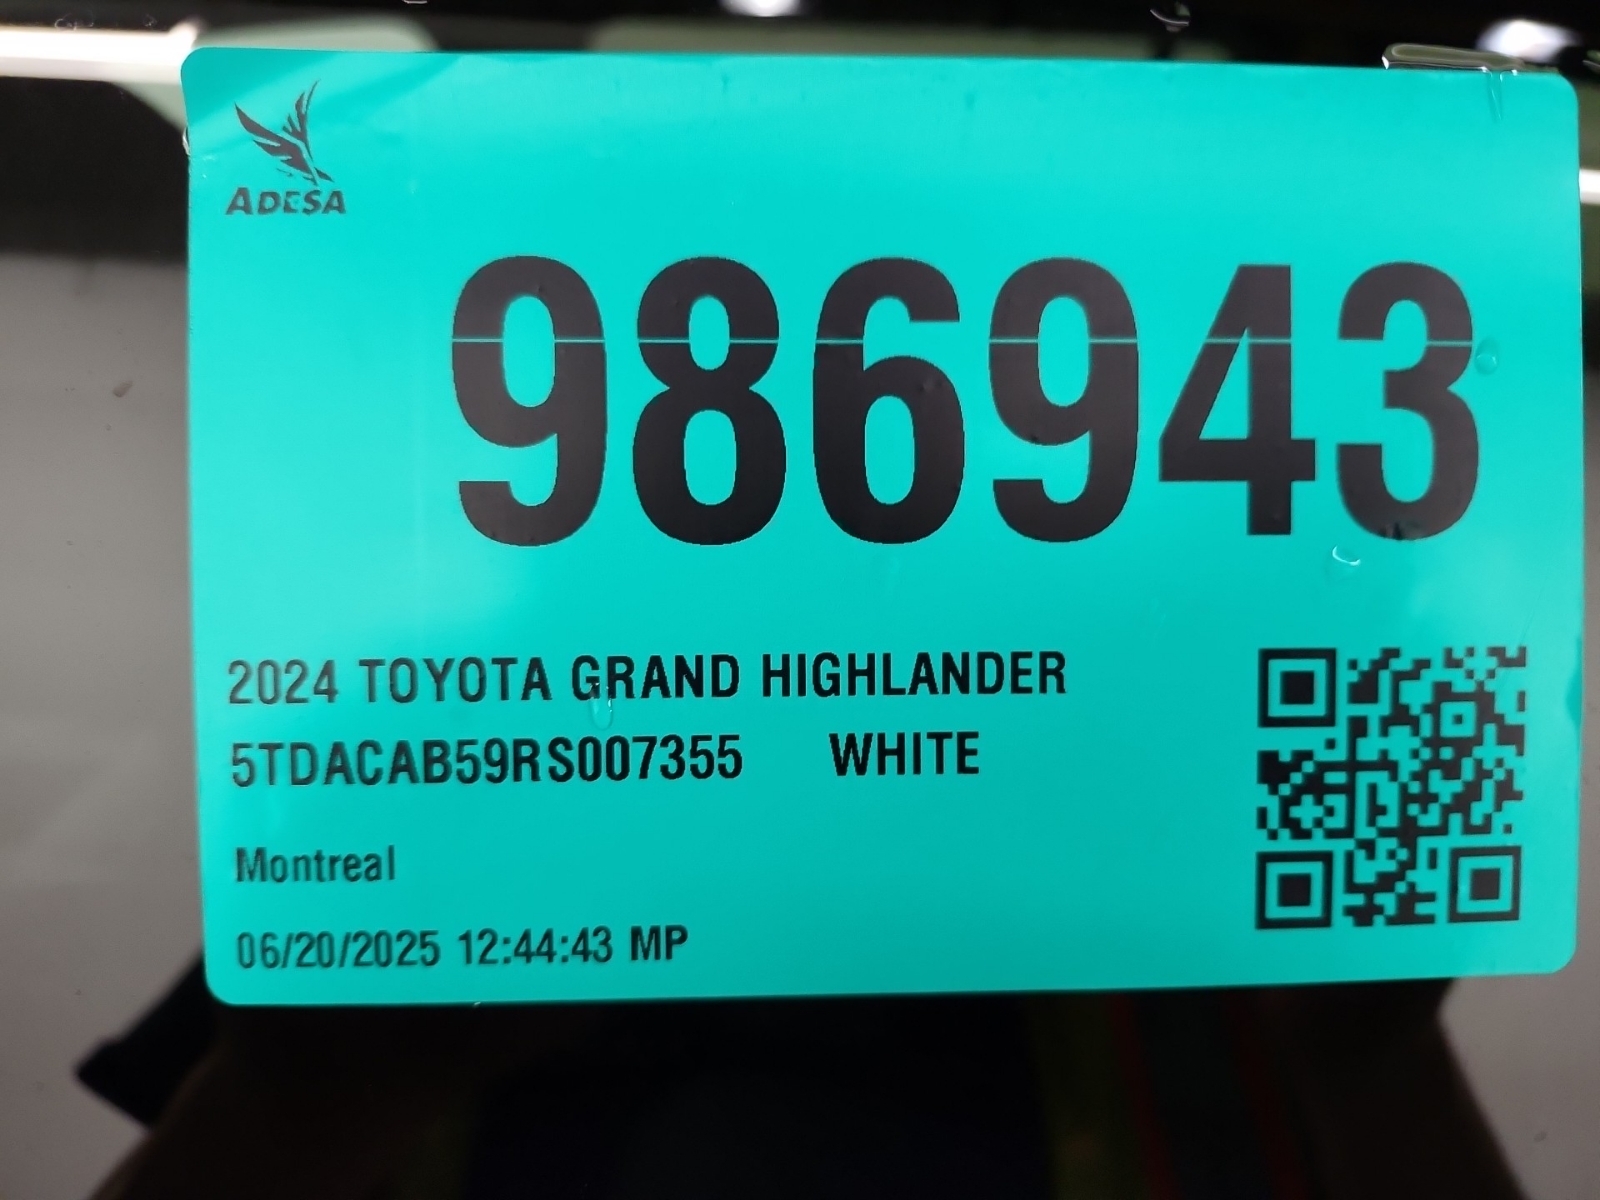 ADESA
986943
2024 TOYOTA GRAND HIGHLANDER
5TDACAB59RS007355 WHITE
Montreal
06/20/2025 12:44:43 MP